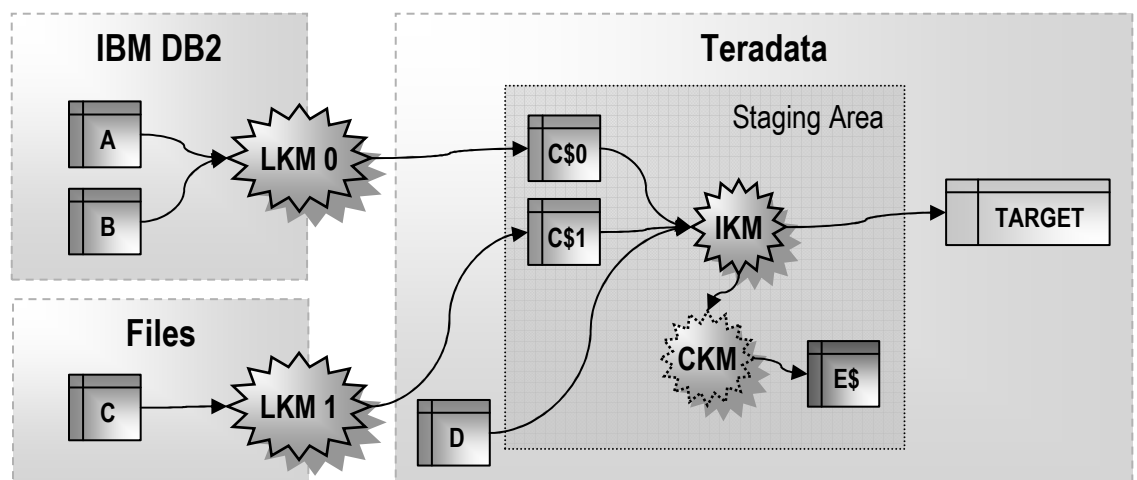 IBM DB2
A
B
LKM 0
Files
C
LKM 1
Teradata
Staging Area
C$0
C$1
D
IKM
CKM
E$
TARGET